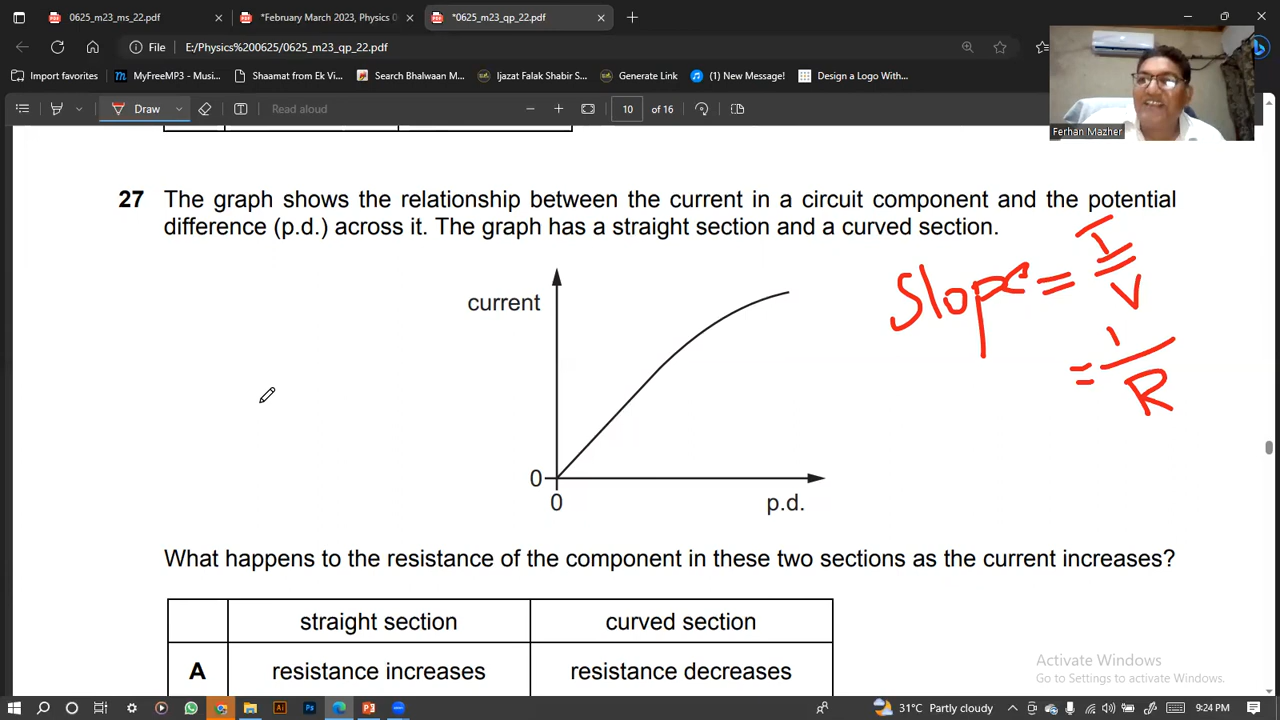 0625_m23_ms_22.pdf
*February March 2023, Physics 0
*0625_m23_qp_22.pdf
File
E:/Physics%200625/0625_m23_qp_22.pdf
Import favorites
MyFreeMP3 - Musi...
Shaamat from Ek Vi...
Search Bhalwaan M...
Ijazat Falak Shabir S...
Generate Link
(1) New Message!
Design a Logo With...
Draw
Read aloud
10 of 16
Ferhan Mazher
27 The graph shows the relationship between the current in a circuit component and the potential
difference (p.d.) across it. The graph has a straight section and a curved section.
Slope = I/V
= 1/R
current
0
0
p.d.
What happens to the resistance of the component in these two sections as the current increases?
straight section curved section
A resistance increases resistance decreases
Activate Windows
Go to Settings to activate Windows.
31°C Partly cloudy
9:24 PM